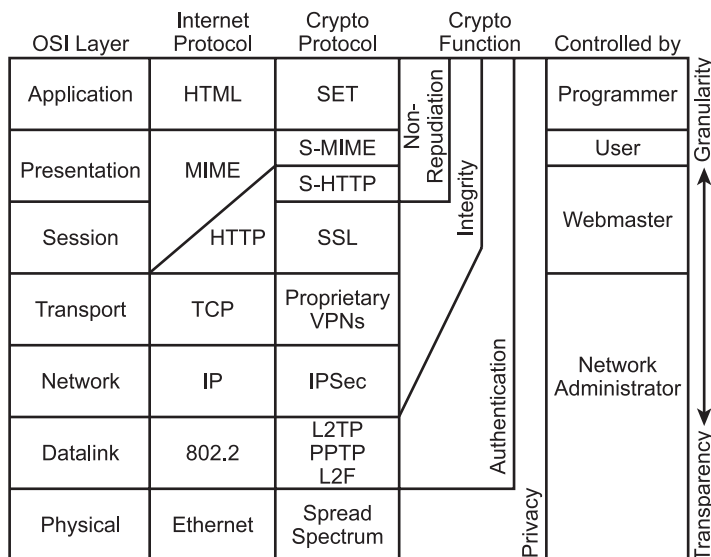 OSI Layer
Internet
Protocol
Crypto
Protocol
Crypto
Function
Controlled by
Application
HTML
SET
Non-
Repudiation
Integrity
Authentication
Privacy
Programmer
Granularity
Presentation
MIME
S-MIME
User
S-HTTP
Webmaster
Session
HTTP
SSL
Transport
TCP
Proprietary
VPNs
Network
IP
IPSec
Network
Administrator
Datalink
802.2
L2TP
PPTP
L2F
Physical
Ethernet
Spread
Spectrum
Transparency